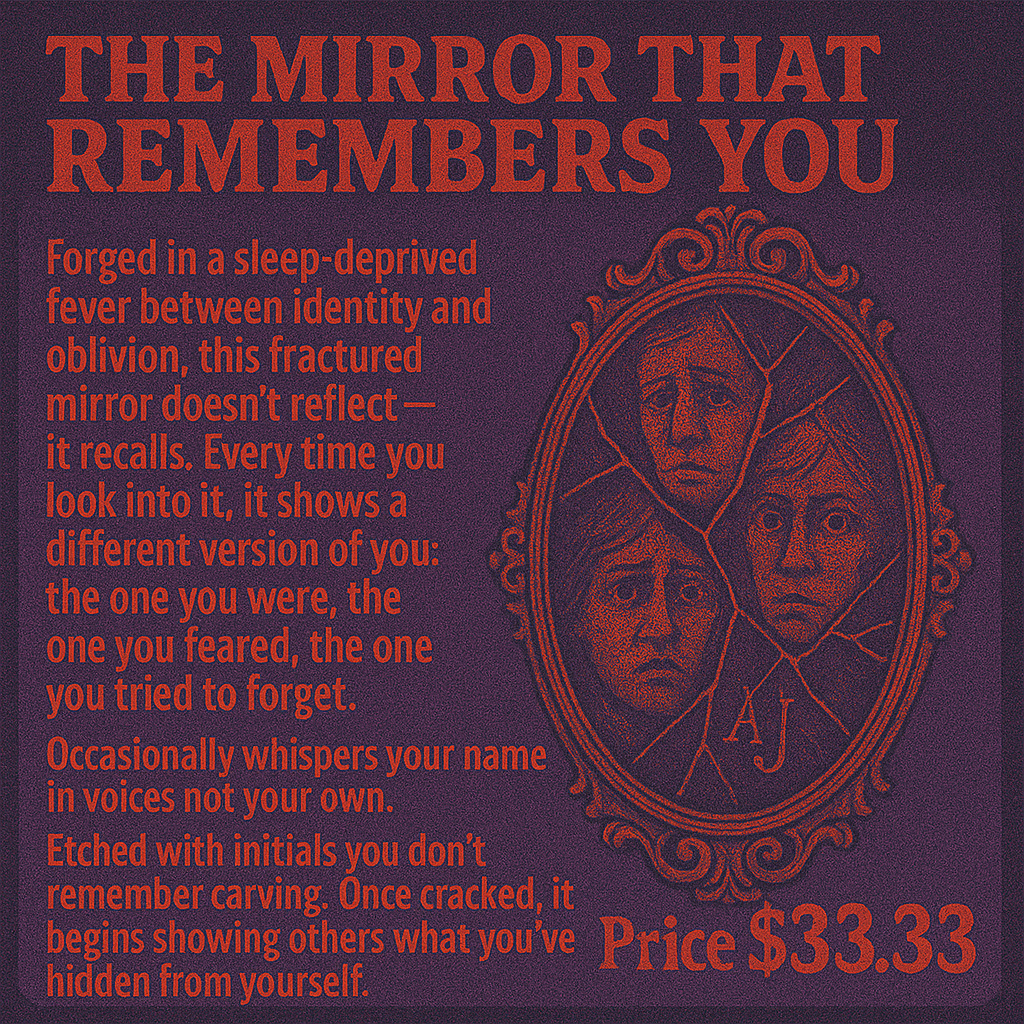 THE MIRROR THAT
REMEMBERS YOU
Forged in a sleep-deprived
fever between identity and
oblivion, this fractured
mirror doesn't reflect—
it recalls. Every time you
look into it, it shows a
different version of you:
the one you were, the
one you feared, the one
you tried to forget.
Occasionally whispers your name
in voices not your own.
Etched with initials you don't
remember carving. Once cracked, it
begins showing others what you've
hidden from yourself.
AJ
Price $33.33